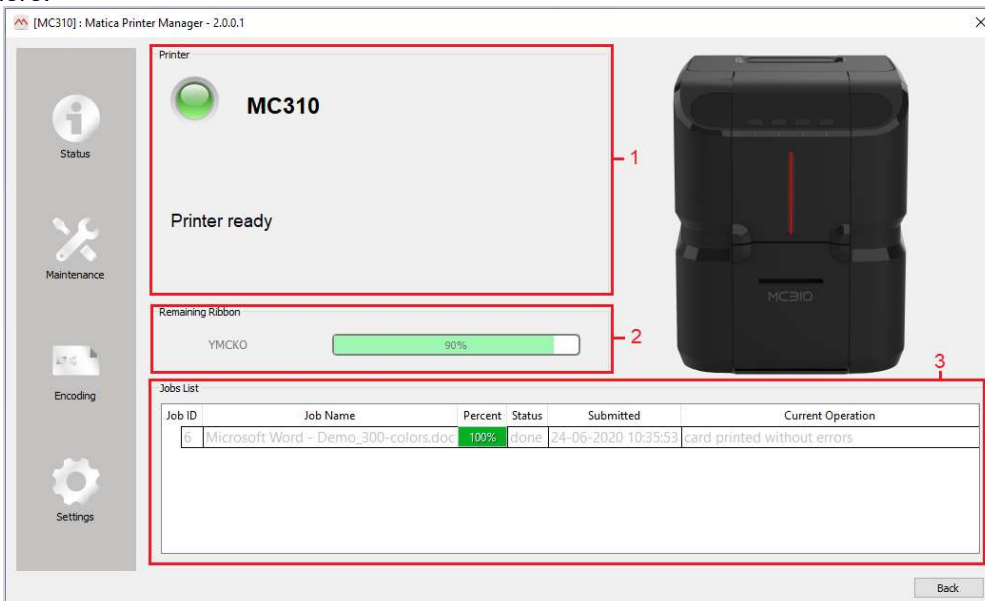 [MC310] : Matica Printer Manager - 2.0.0.1
Status
Maintenance
Encoding
Settings
Printer
MC310
Printer ready
1
Remaining Ribbon
YMCKO 90%
2
MC310
3
Jobs List
Job ID Job Name Percent Status Submitted Current Operation
6 Microsoft Word - Demo_300-colors.doc 100% done 24-06-2020 10:35:53 card printed without errors
Back